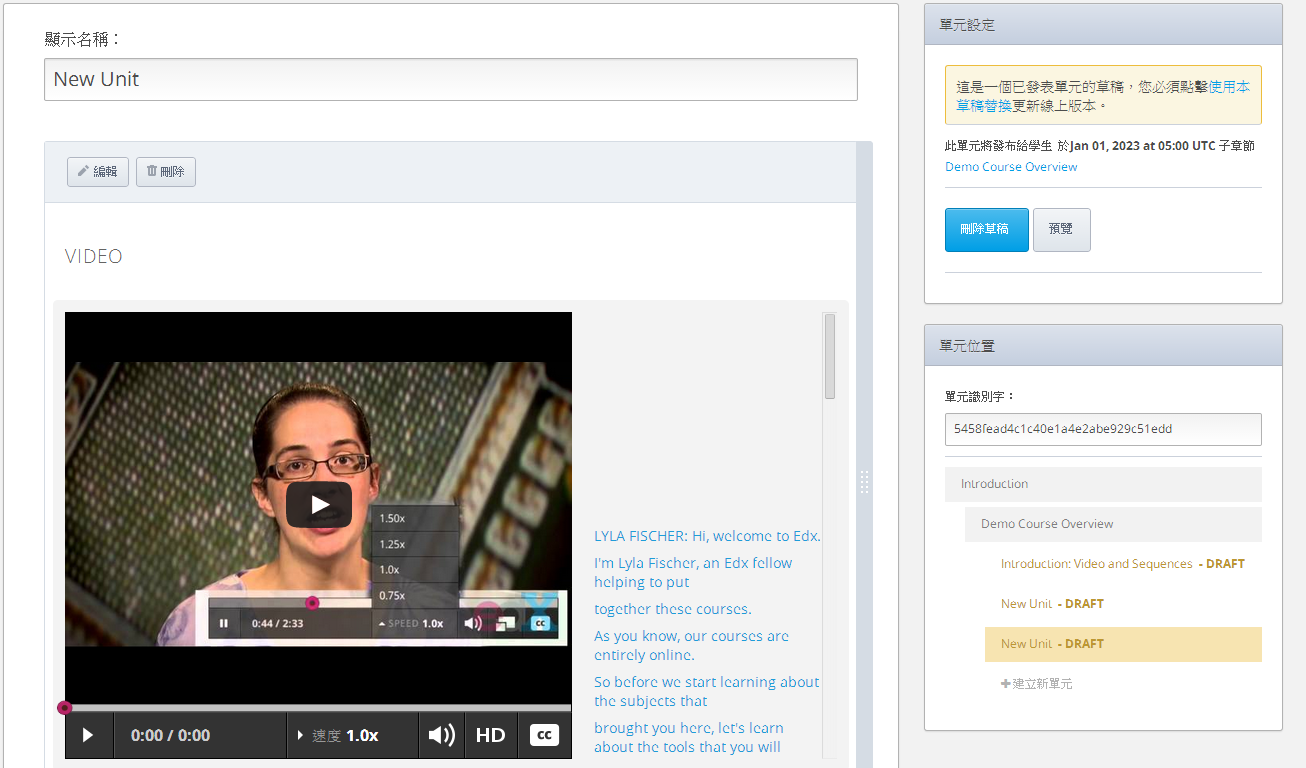 顯示名稱：
New Unit
編輯 刪除
VIDEO
1.50x
1.25x
1.0x
0.75x
0:44 / 2:33 SPEED 1.0x cc
0:00 / 0:00 速度 1.0x HD cc
LYLA FISCHER: Hi, welcome to Edx.
I'm Lyla Fischer, an Edx fellow
helping to put
together these courses.
As you know, our courses are
entirely online.
So before we start learning about
the subjects that
brought you here, let's learn
about the tools that you will
單元設定
這是一個已發表單元的草稿，您必須點擊使用本
草稿替換更新線上版本。
此單元將發布給學生 於Jan 01, 2023 at 05:00 UTC 子章節
Demo Course Overview
刪除草稿 預覽
單元位置
單元識別字：
5458fead4c1c40e1a4e2abe929c51edd
Introduction
Demo Course Overview
Introduction: Video and Sequences - DRAFT
New Unit - DRAFT
New Unit - DRAFT
建立新單元